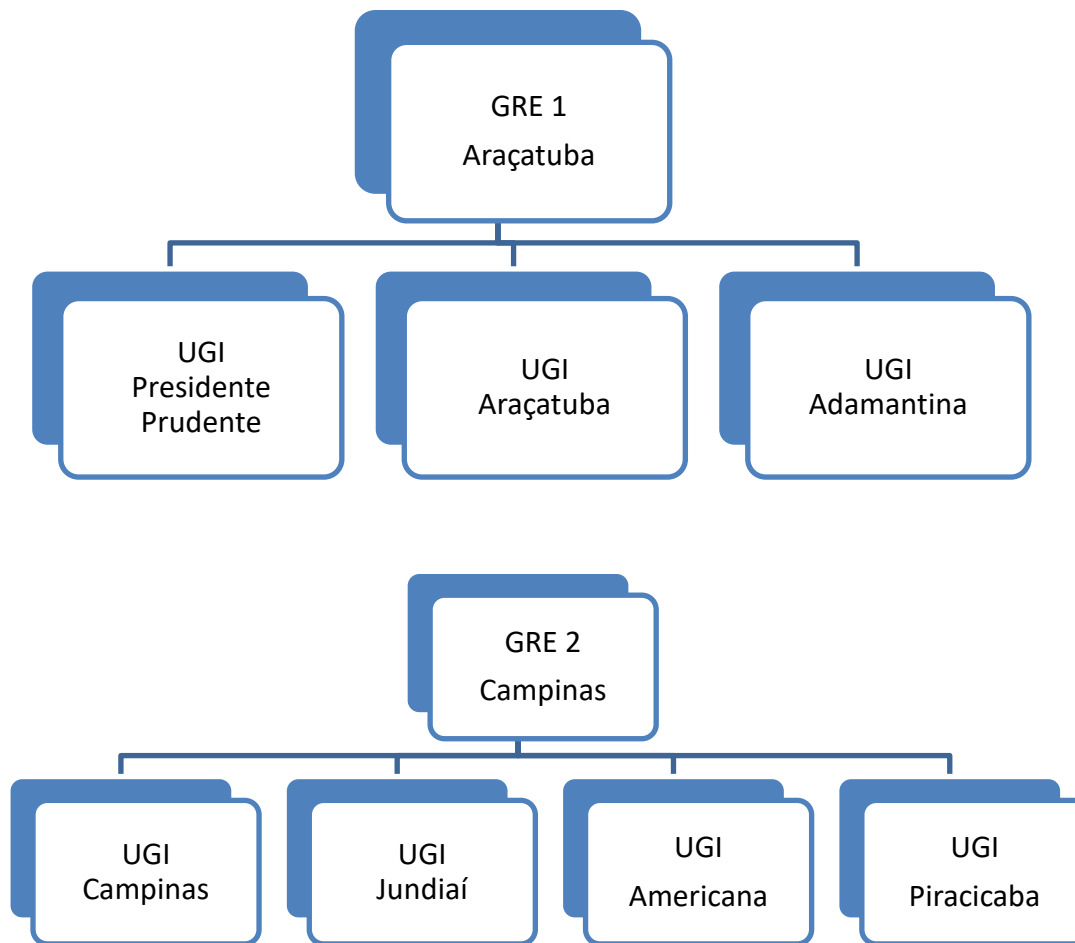 GRE 1
Araçatuba
UGI
Presidente
Prudente
UGI
Araçatuba
UGI
Adamantina
GRE 2
Campinas
UGI
Campinas
UGI
Jundiaí
UGI
Americana
UGI
Piracicaba